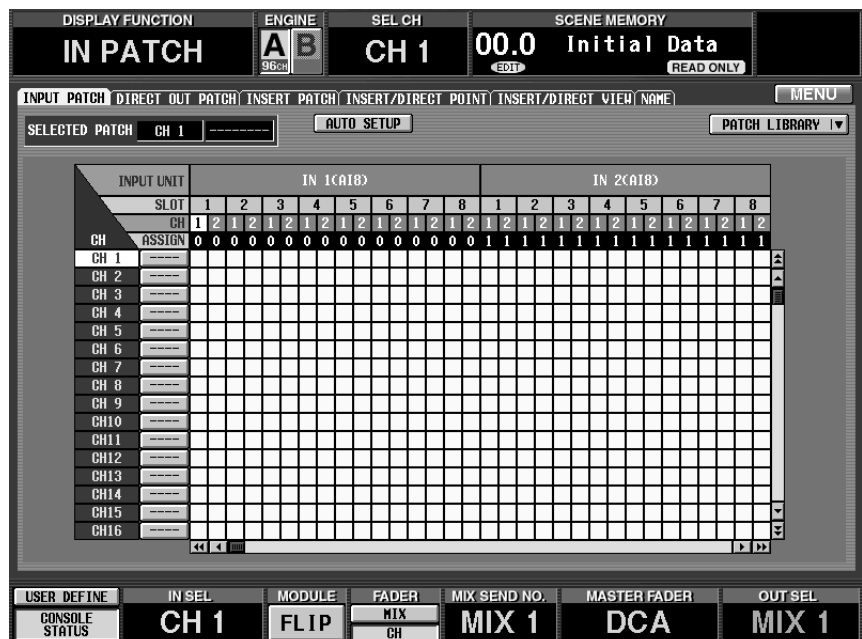 DISPLAY FUNCTION ENGINE SEL CH SCENE MEMORY
IN PATCH A B CH 1 00.0 Initial Data
96CH EDIT READ ONLY
INPUT PATCH DIRECT OUT PATCH INSERT PATCH INSERT/DIRECT POINT INSERT/DIRECT VIEW NAME MENU
SELECTED PATCH CH 1 -------- AUTO SETUP PATCH LIBRARY
INPUT UNIT IN 1(AI8) IN 2(AI8)
SLOT 1 2 3 4 5 6 7 8 1 2 3 4 5 6 7 8
CH 1 2 1 2 1 2 1 2 1 2 1 2 1 2 1 2 1 2 1 2 1 2 1 2 1 2 1 2 1 2 1 2
CH ASSIGN 0 0 0 0 0 0 0 0 0 0 0 0 0 0 0 0 1 1 1 1 1 1 1 1 1 1 1 1 1 1 1 1
CH 1 ----
CH 2 ----
CH 3 ----
CH 4 ----
CH 5 ----
CH 6 ----
CH 7 ----
CH 8 ----
CH 9 ----
CH10 ----
CH11 ----
CH12 ----
CH13 ----
CH14 ----
CH15 ----
CH16 ----
USER DEFINE IN SEL MODULE FADER MIX SEND NO. MASTER FADER OUT SEL
CONSOLE STATUS CH 1 FLIP MIX CH MIX 1 DCA MIX 1